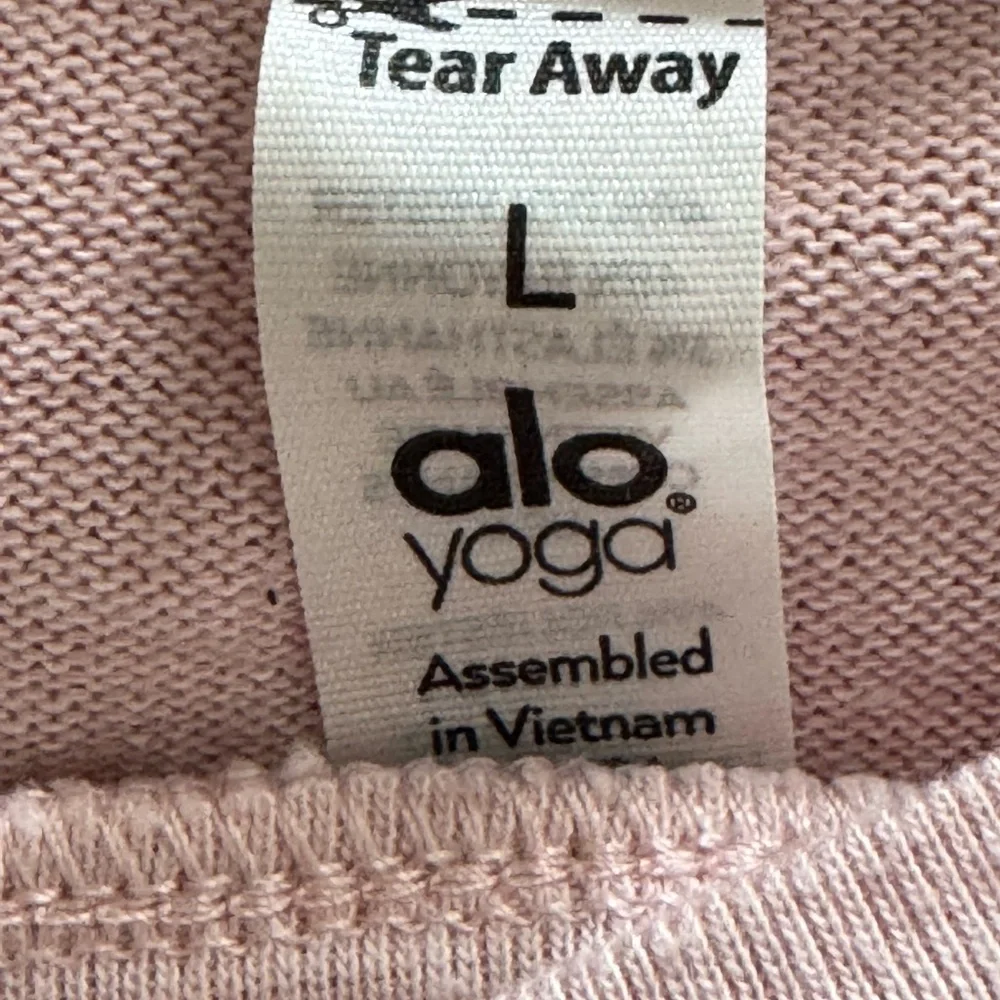 Tear Away
L
alo
yoga®
Assembled
in Vietnam